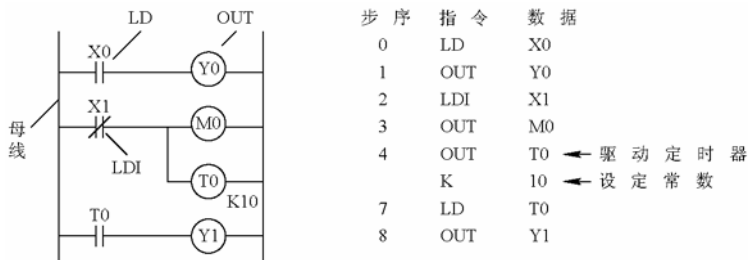 LD
OUT
X0
Y0
X1
M0
母线
LDI
T0
K10
T0
Y1
步序 指令 数据
0 LD X0
1 OUT Y0
2 LDI X1
3 OUT M0
4 OUT T0 驱动定时器
K 10 设定常数
7 LD T0
8 OUT Y1